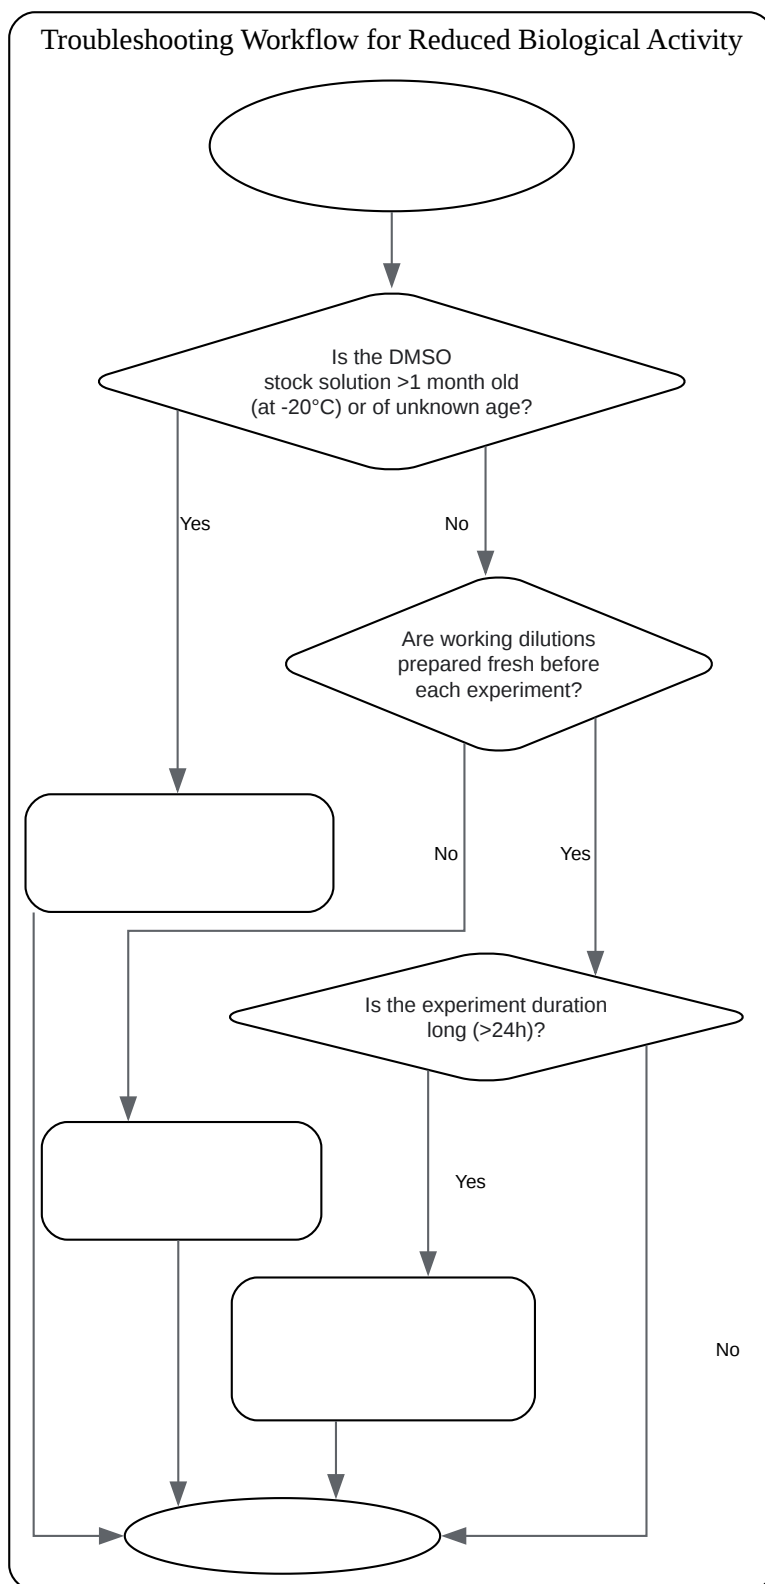 Troubleshooting Workflow for Reduced Biological Activity
Is the DMSO
stock solution >1 month old
(at -20°C) or of unknown age?
Yes
No
Are working dilutions
prepared fresh before
each experiment?
No
Yes
Is the experiment duration
long (>24h)?
Yes
No